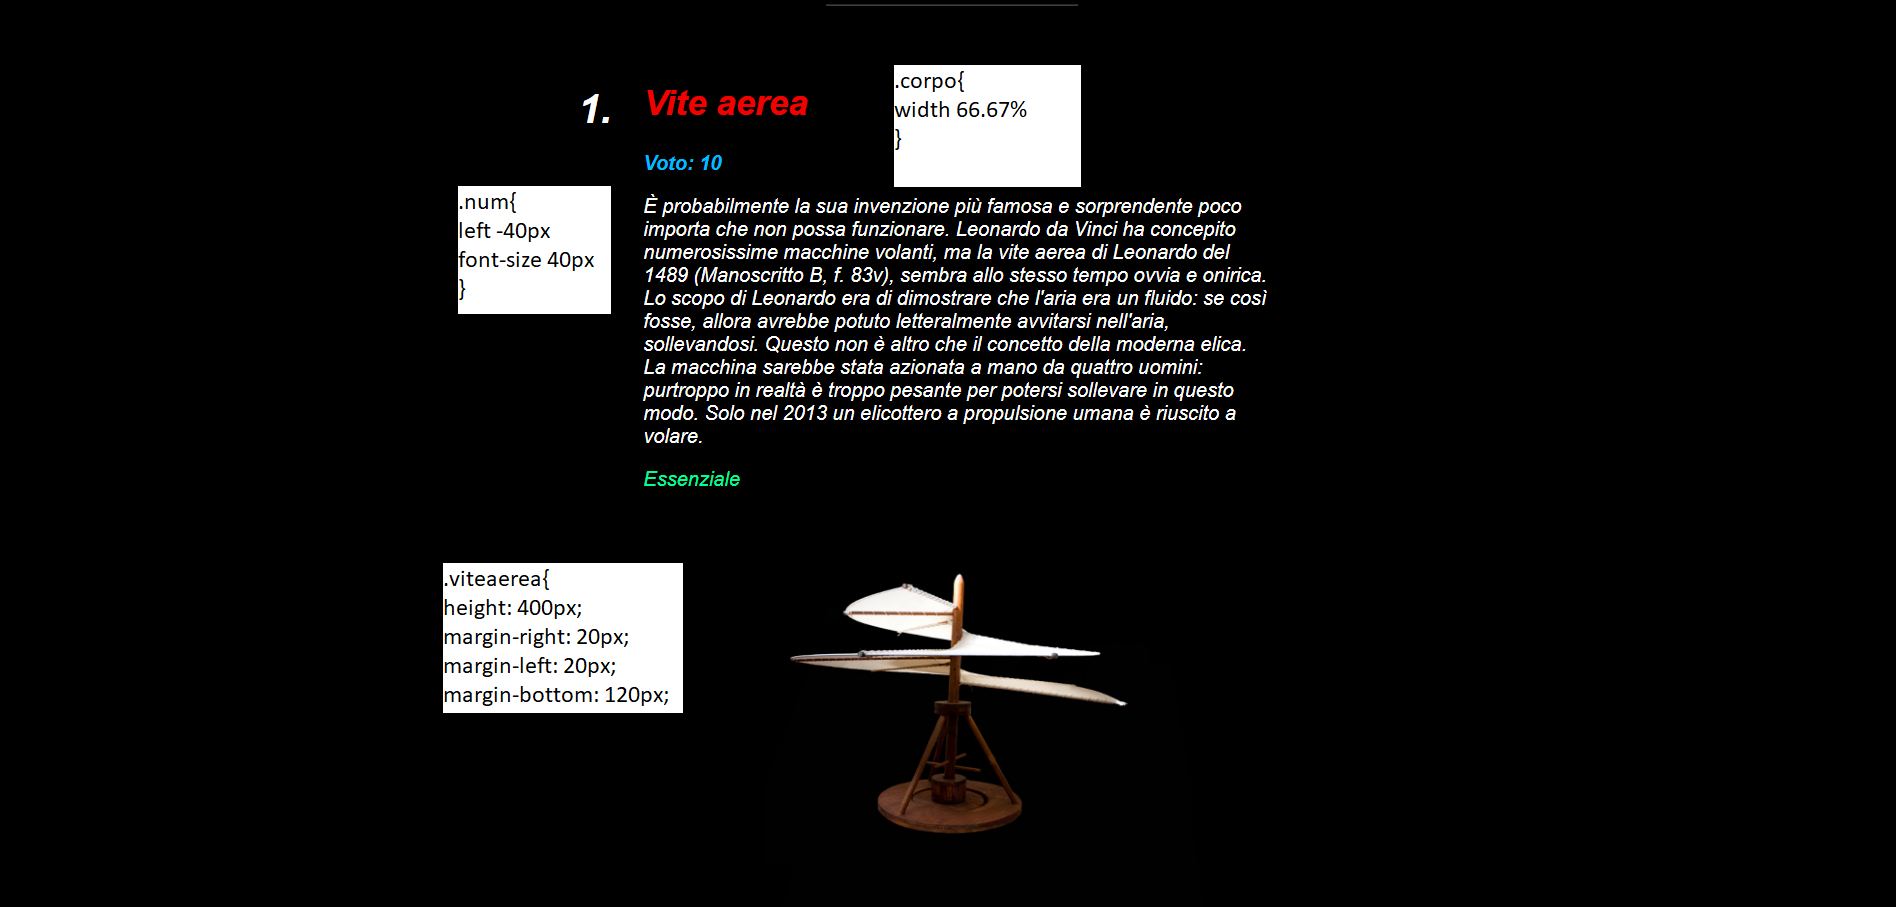 1. Vite aerea
.corpo{
width 66.67%
}
Voto: 10
.num{
left -40px
font-size 40px
}
È probabilmente la sua invenzione più famosa e sorprendente poco
importa che non possa funzionare. Leonardo da Vinci ha concepito
numerosissime macchine volanti, ma la vite aerea di Leonardo del
1489 (Manoscritto B, f. 83v), sembra allo stesso tempo ovvia e onirica.
Lo scopo di Leonardo era di dimostrare che l'aria era un fluido: se così
fosse, allora avrebbe potuto letteralmente avvitarsi nell'aria,
sollevandosi. Questo non è altro che il concetto della moderna elica.
La macchina sarebbe stata azionata a mano da quattro uomini:
purtroppo in realtà è troppo pesante per potersi sollevare in questo
modo. Solo nel 2013 un elicottero a propulsione umana è riuscito a
volare.
Essenziale
.viteaerea{
height: 400px;
margin-right: 20px;
margin-left: 20px;
margin-bottom: 120px;